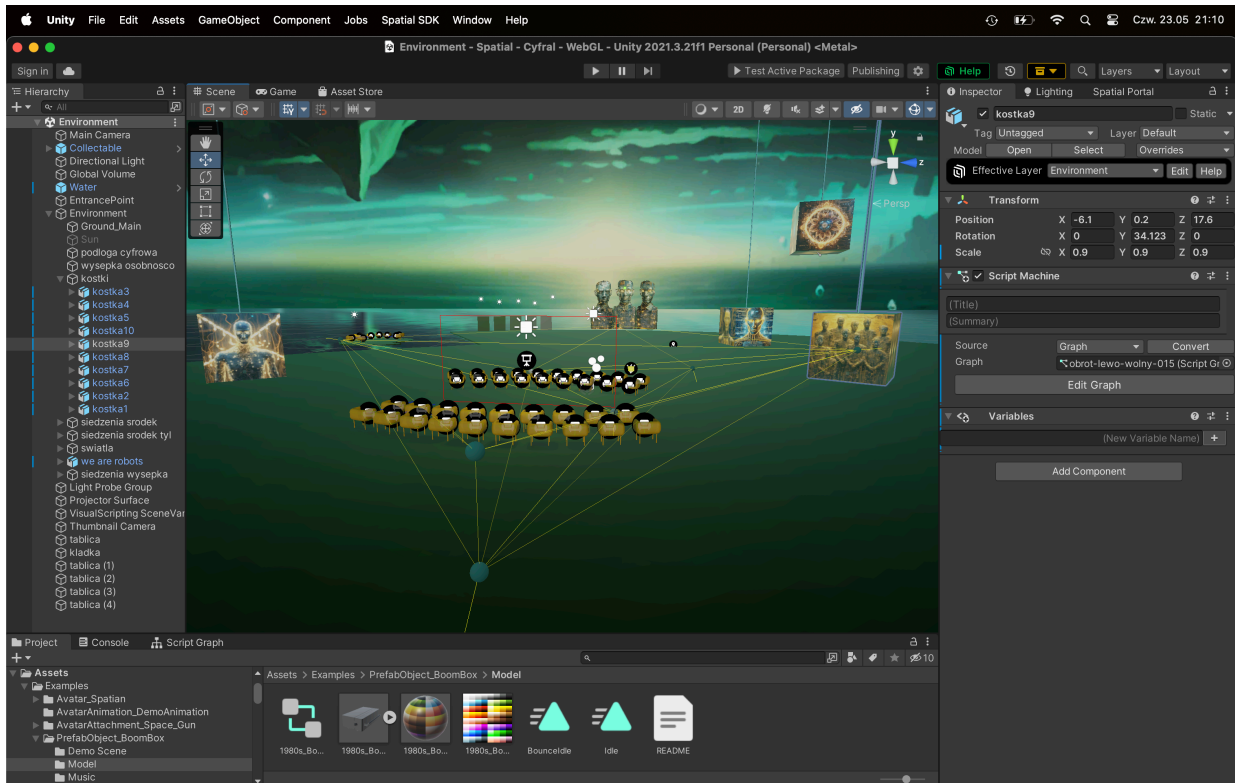 Unity File Edit Assets GameObject Component Jobs Spatial SDK Window Help
Czw. 23.05 21:10
Environment - Spatial - Cyfral - WebGL - Unity 2021.3.21f1 Personal (Personal) <Metal>
Sign in
Test Active Package Publishing Help Layers Layout
Hierarchy
All
Environment
Main Camera
Collectable
Directional Light
Global Volume
Water
EntrancePoint
Environment
Ground_Main
Sun
podloga cyfrowa
wysepka osobnosco
kostki
kostka3
kostka4
kostka5
kostka10
kostka9
kostka8
kostka7
kostka6
kostka2
kostka1
siedzenia srodek
siedzenia srodek tyl
swiatla
we are robots
siedzenia wysepka
Light Probe Group
Projector Surface
VisualScripting SceneVar
Thumbnail Camera
tablica
kladka
tablica (1)
tablica (2)
tablica (3)
tablica (4)
Scene Game Asset Store
2D
y
z
Persp
Inspector Lighting Spatial Portal
kostka9 Static
Tag Untagged Layer Default
Model Open Select Overrides
Effective Layer Environment Edit Help
Transform
Position X -6.1 Y 0.2 Z 17.6
Rotation X 0 Y 34.123 Z 0
Scale X 0.9 Y 0.9 Z 0.9
Script Machine
(Title)
(Summary)
Source Graph Convert
Graph obrot-lewo-wolny-015 (Script Gr
Edit Graph
Variables
(New Variable Name) +
Add Component
Project Console Script Graph
10
Assets
Examples
Avatar_Spatian
AvatarAnimation_DemoAnimation
AvatarAttachment_Space_Gun
PrefabObject_BoomBox
Demo Scene
Model
Music
Assets > Examples > PrefabObject_BoomBox > Model
1980s_Bo... 1980s_Bo... 1980s_Bo... 1980s_Bo... BounceIdle Idle README